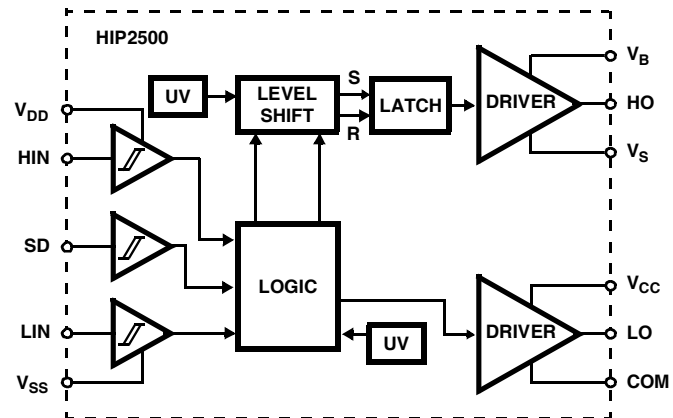 HIP2500
V_B
S
UV
LEVEL
SHIFT
LATCH
DRIVER
HO
V_DD
R
HIN
V_S
SD
LOGIC
V_CC
LIN
UV
DRIVER
LO
V_SS
COM